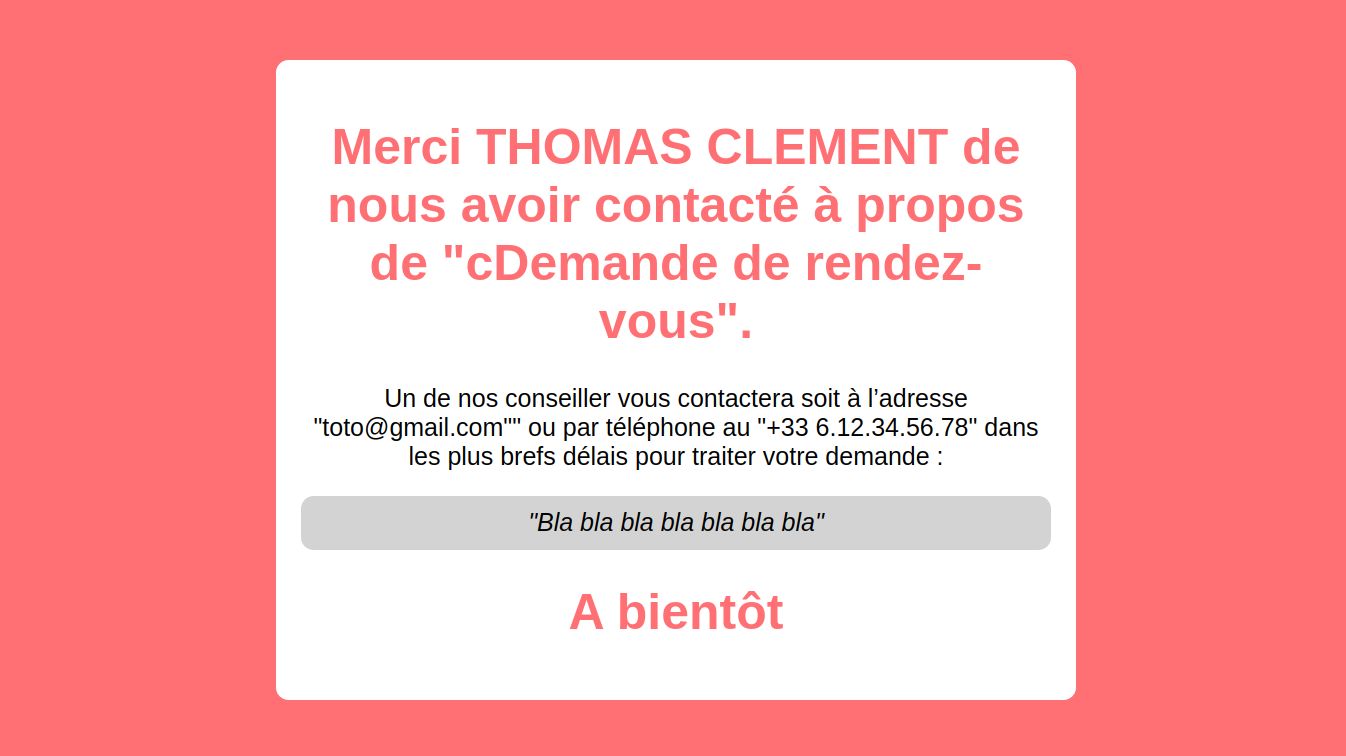 Merci THOMAS CLEMENT de
nous avoir contacté à propos
de "cDemande de rendez-
vous".
Un de nos conseiller vous contactera soit à l’adresse
"toto@gmail.com"" ou par téléphone au "+33 6.12.34.56.78" dans
les plus brefs délais pour traiter votre demande :
"Bla bla bla bla bla bla bla"
A bientôt